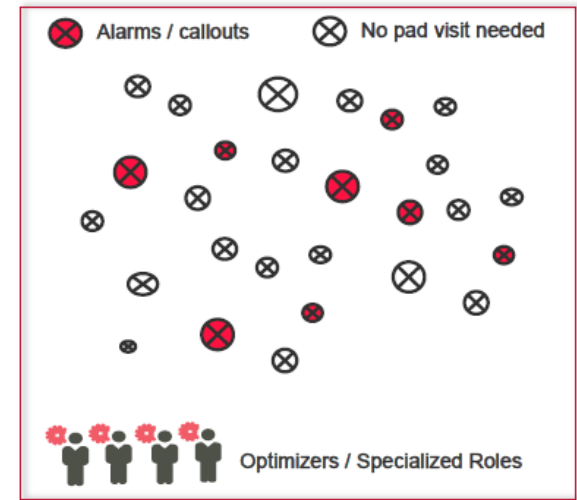 Alarms / callouts
No pad visit needed
Optimizers / Specialized Roles